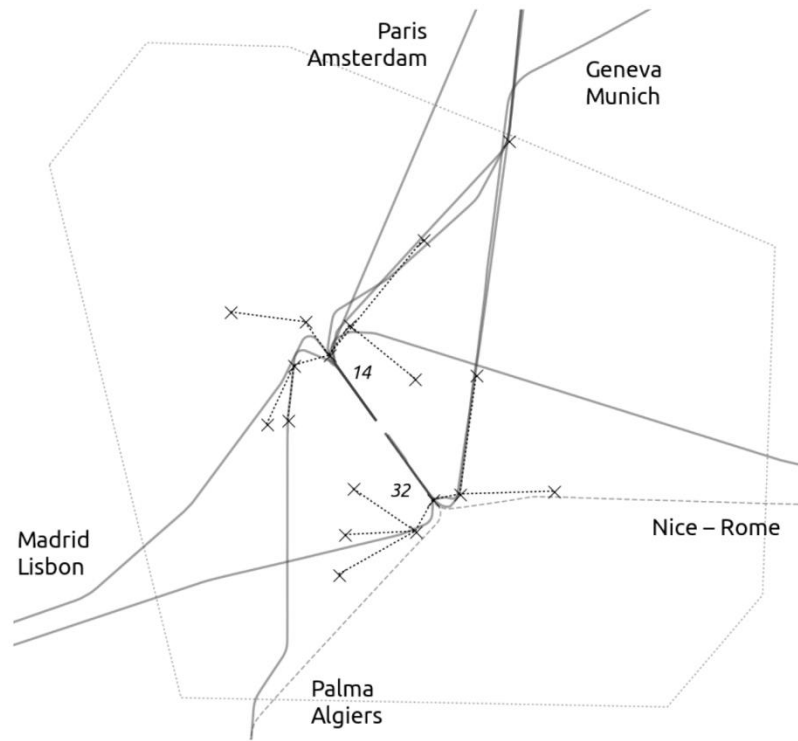 Paris
Amsterdam
Geneva
Munich
14
32
Nice – Rome
Madrid
Lisbon
Palma
Algiers